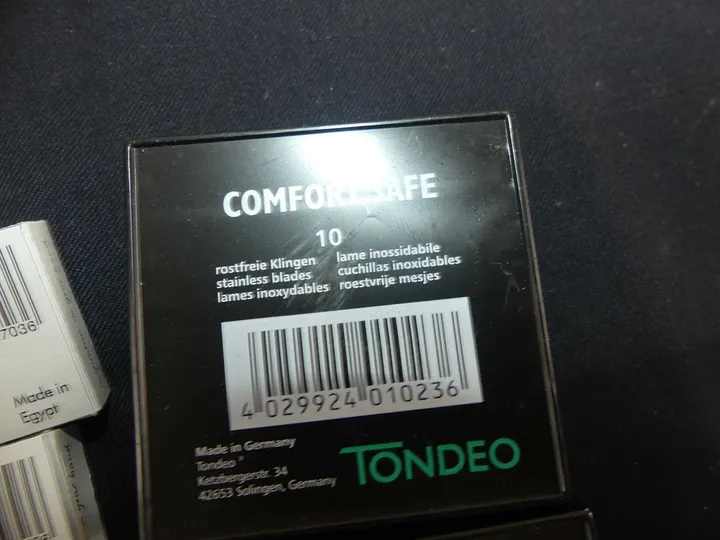 COMFORT SAFE
10
rostfreie Klingen
stainless blades
lames inoxydables
lame inossidabile
cuchillas inoxidables
roestvrije mesjes
4 029924 010236
Made in Germany
Tondeo
Ketzbergerstr. 34
42653 Solingen, Germany
TONDEO
7036
Made in
Egypt